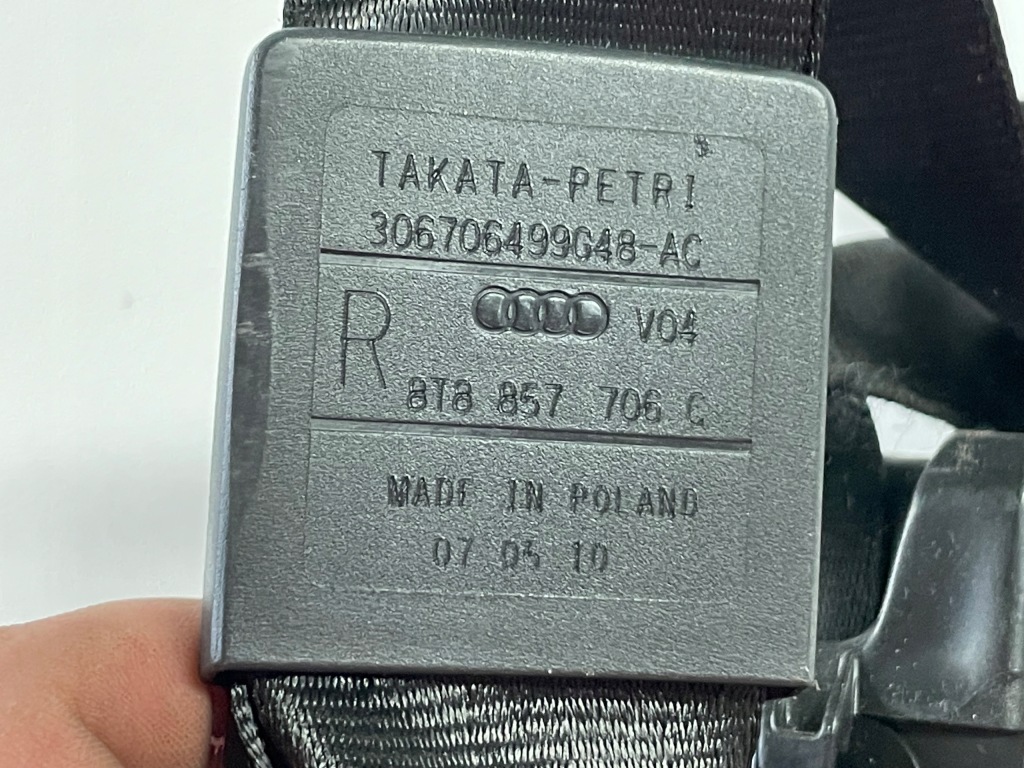 TAKATA-PETRI
306706499G48-AC
R
V04
8T8 857 706 C
MADE IN POLAND
07 05 10